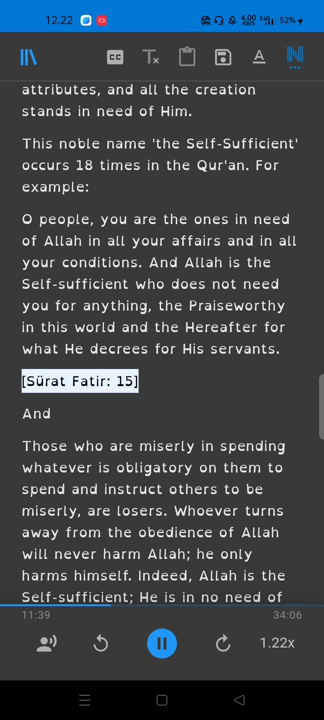 12.22
4,00
KB/S
52%
CC
attributes, and all the creation
stands in need of Him.
This noble name 'the Self-Sufficient'
occurs 18 times in the Qur'an. For
example:
O people, you are the ones in need
of Allah in all your affairs and in all
your conditions. And Allah is the
Self-sufficient who does not need
you for anything, the Praiseworthy
in this world and the Hereafter for
what He decrees for His servants.
[Sūrat Fatir: 15]
And
Those who are miserly in spending
whatever is obligatory on them to
spend and instruct others to be
miserly, are losers. Whoever turns
away from the obedience of Allah
will never harm Allah; he only
harms himself. Indeed, Allah is the
Self-sufficient; He is in no need of
11:39
34:06
1.22x